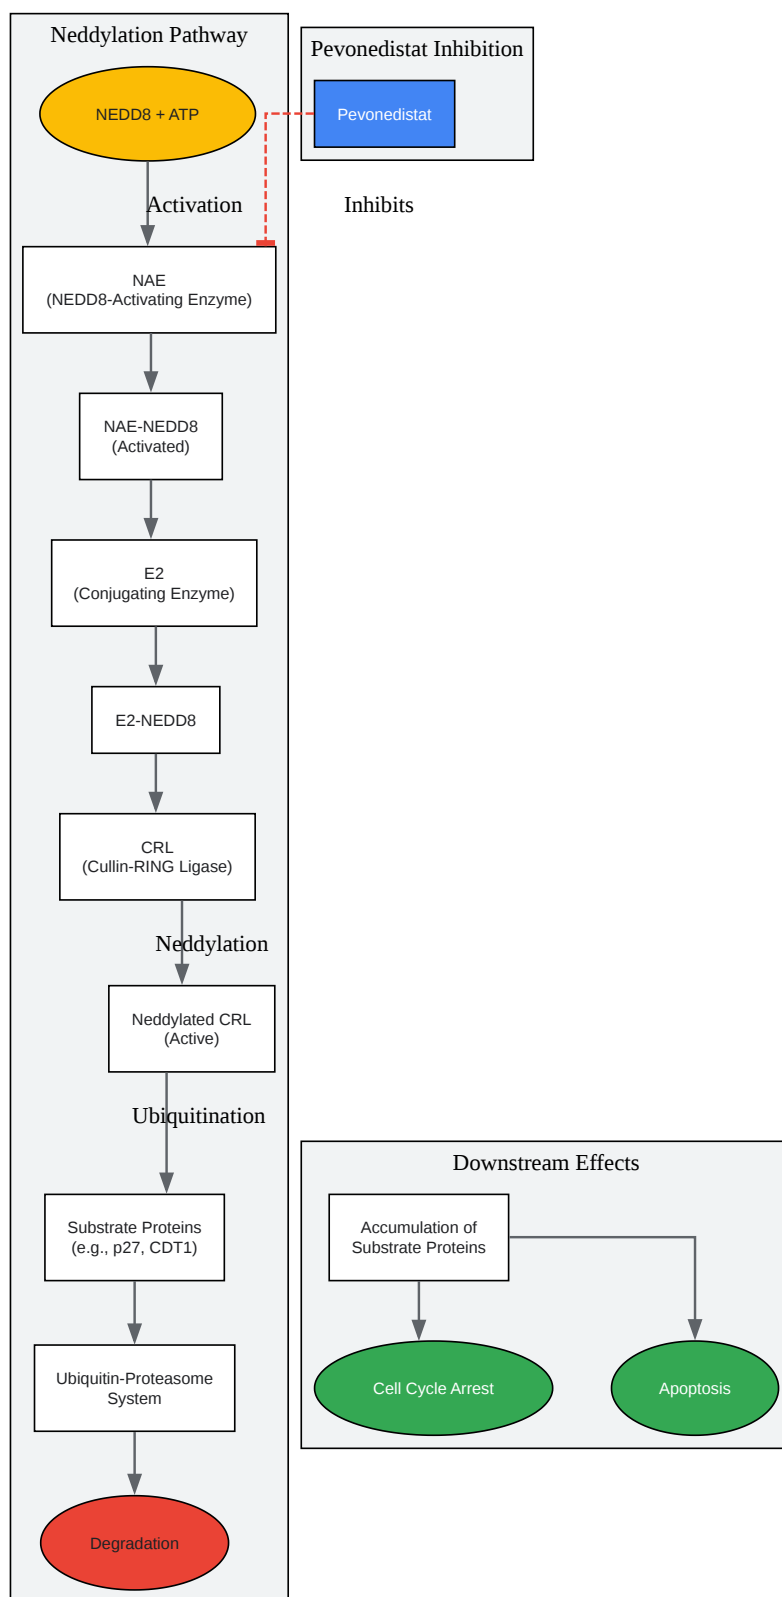 Neddylation Pathway
NEDD8 + ATP
Activation
NAE
(NEDD8-Activating Enzyme)
NAE-NEDD8
(Activated)
E2
(Conjugating Enzyme)
E2-NEDD8
CRL
(Cullin-RING Ligase)
Neddylation
Neddylated CRL
(Active)
Ubiquitination
Substrate Proteins
(e.g., p27, CDT1)
Ubiquitin-Proteasome
System
Degradation
Pevonedistat Inhibition
Pevonedistat
Inhibits
Downstream Effects
Accumulation of
Substrate Proteins
Cell Cycle Arrest
Apoptosis